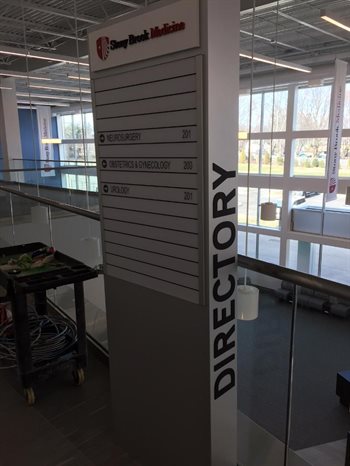 Stony Brook Medicine
NEUROSURGERY 201
OBSTETRICS & GYNECOLOGY 200
UROLOGY 201
DIRECTORY